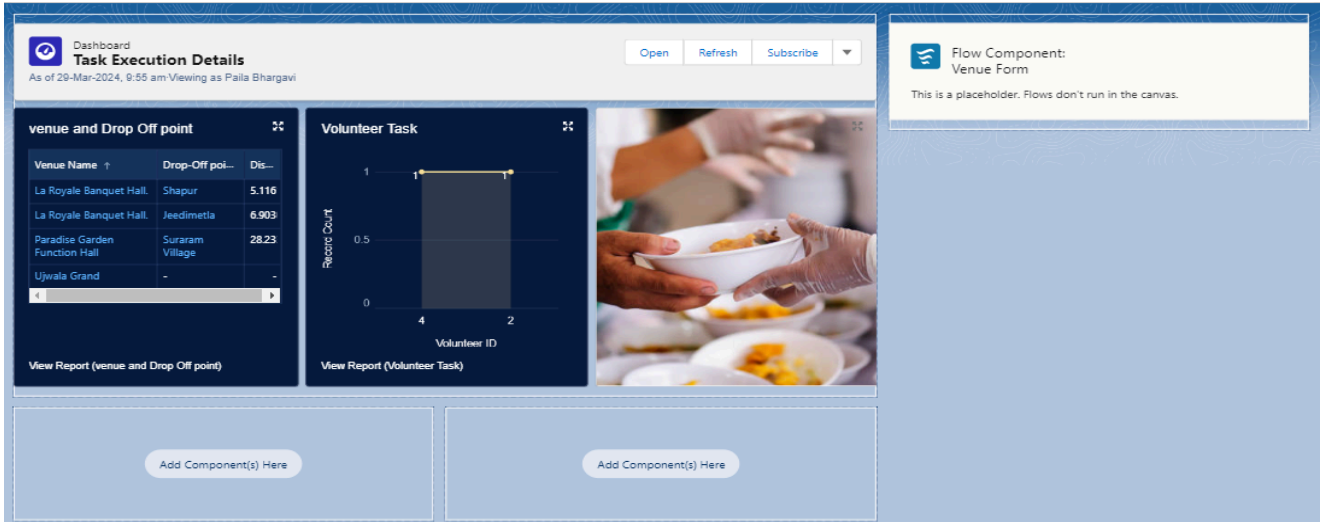 Dashboard
Task Execution Details
As of 29-Mar-2024, 9:55 am·Viewing as Paila Bhargavi
Open
Refresh
Subscribe
venue and Drop Off point
Venue Name ↑ Drop-Off poi... Dis...
La Royale Banquet Hall. Shapur 5.116
La Royale Banquet Hall. Jeedimetla 6.903
Paradise Garden Suraram 28.23
Function Hall Village
Ujwala Grand - -
View Report (venue and Drop Off point)
Volunteer Task
Record Count
1
0.5
0
1 1
4 2
Volunteer ID
View Report (Volunteer Task)
Flow Component:
Venue Form
This is a placeholder. Flows don't run in the canvas.
Add Component(s) Here
Add Component(s) Here